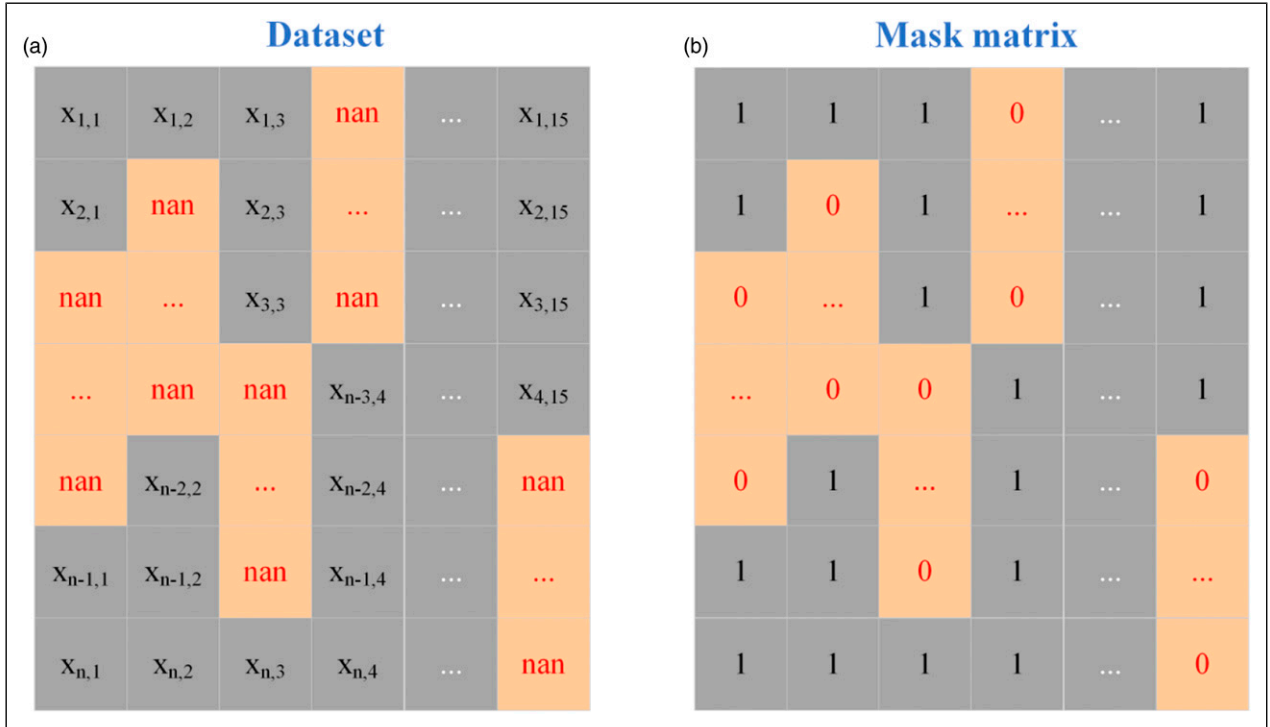 (a) Dataset
x1,1 x1,2 x1,3 nan ... x1,15
x2,1 nan x2,3 ... ... x2,15
nan ... x3,3 nan ... x3,15
... nan nan xn-3,4 ... x4,15
nan xn-2,2 ... xn-2,4 ... nan
xn-1,1 xn-1,2 nan xn-1,4 ... ...
xn,1 xn,2 xn,3 xn,4 ... nan
(b) Mask matrix
1 1 1 0 ... 1
1 0 1 ... ... 1
0 ... 1 0 ... 1
... 0 0 1 ... 1
0 1 ... 1 ... 0
1 1 0 1 ... ...
1 1 1 1 ... 0